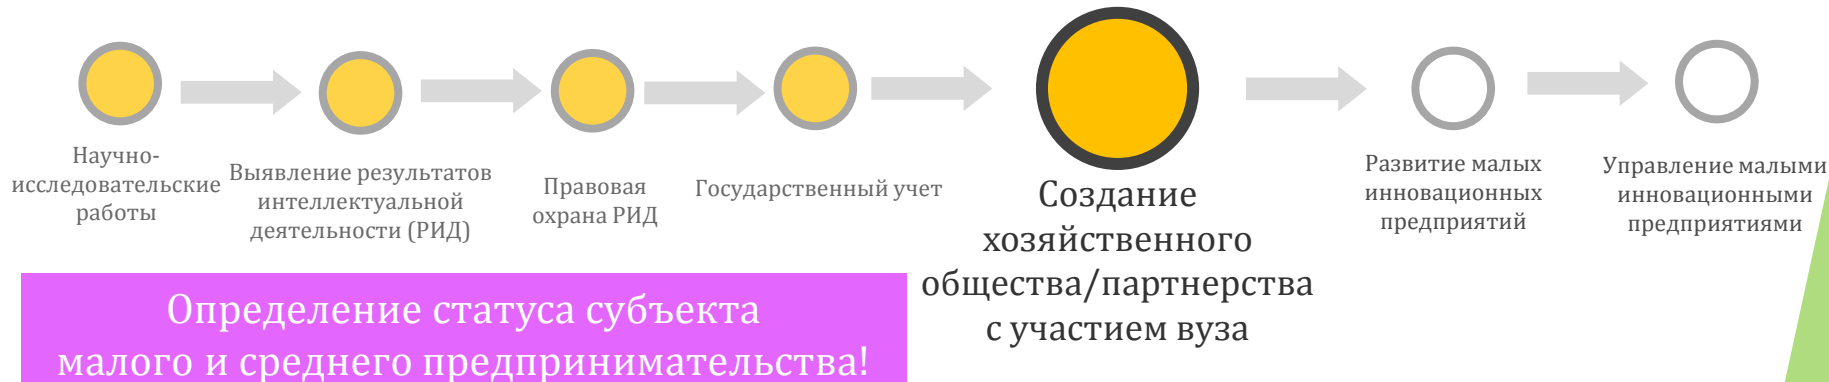 Научно-
исследовательские
работы
Выявление результатов
интеллектуальной
деятельности (РИД)
Правовая
охрана РИД
Государственный учет
Создание
хозяйственного
общества/партнерства
с участием вуза
Развитие малых
инновационных
предприятий
Управление малыми
инновационными
предприятиями
Определение статуса субъекта
малого и среднего предпринимательства!